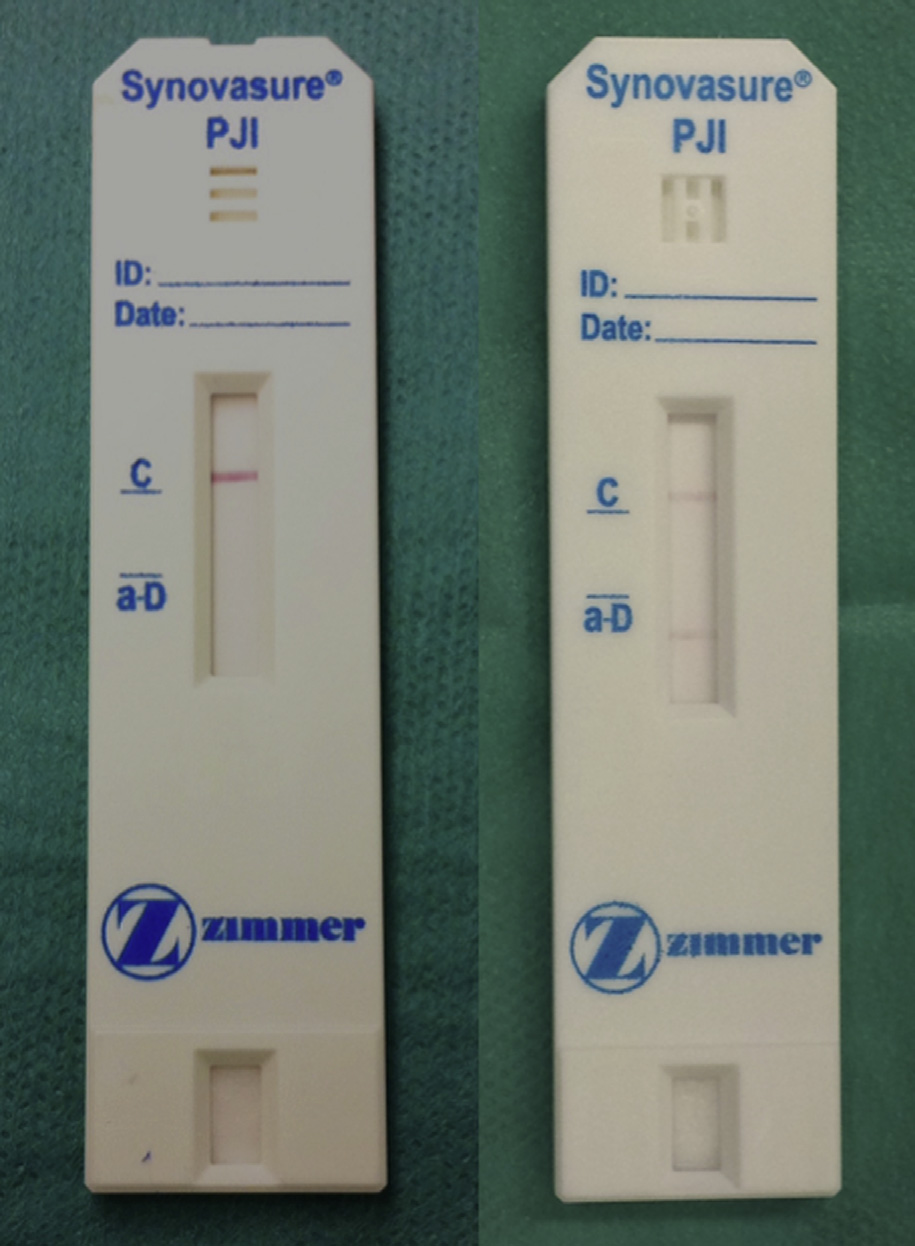 Synovasure®
PJI
ID:
Date:
C
a-D
Z zimmer
Synovasure®
PJI
ID:
Date:
C
a-D
Z zimmer